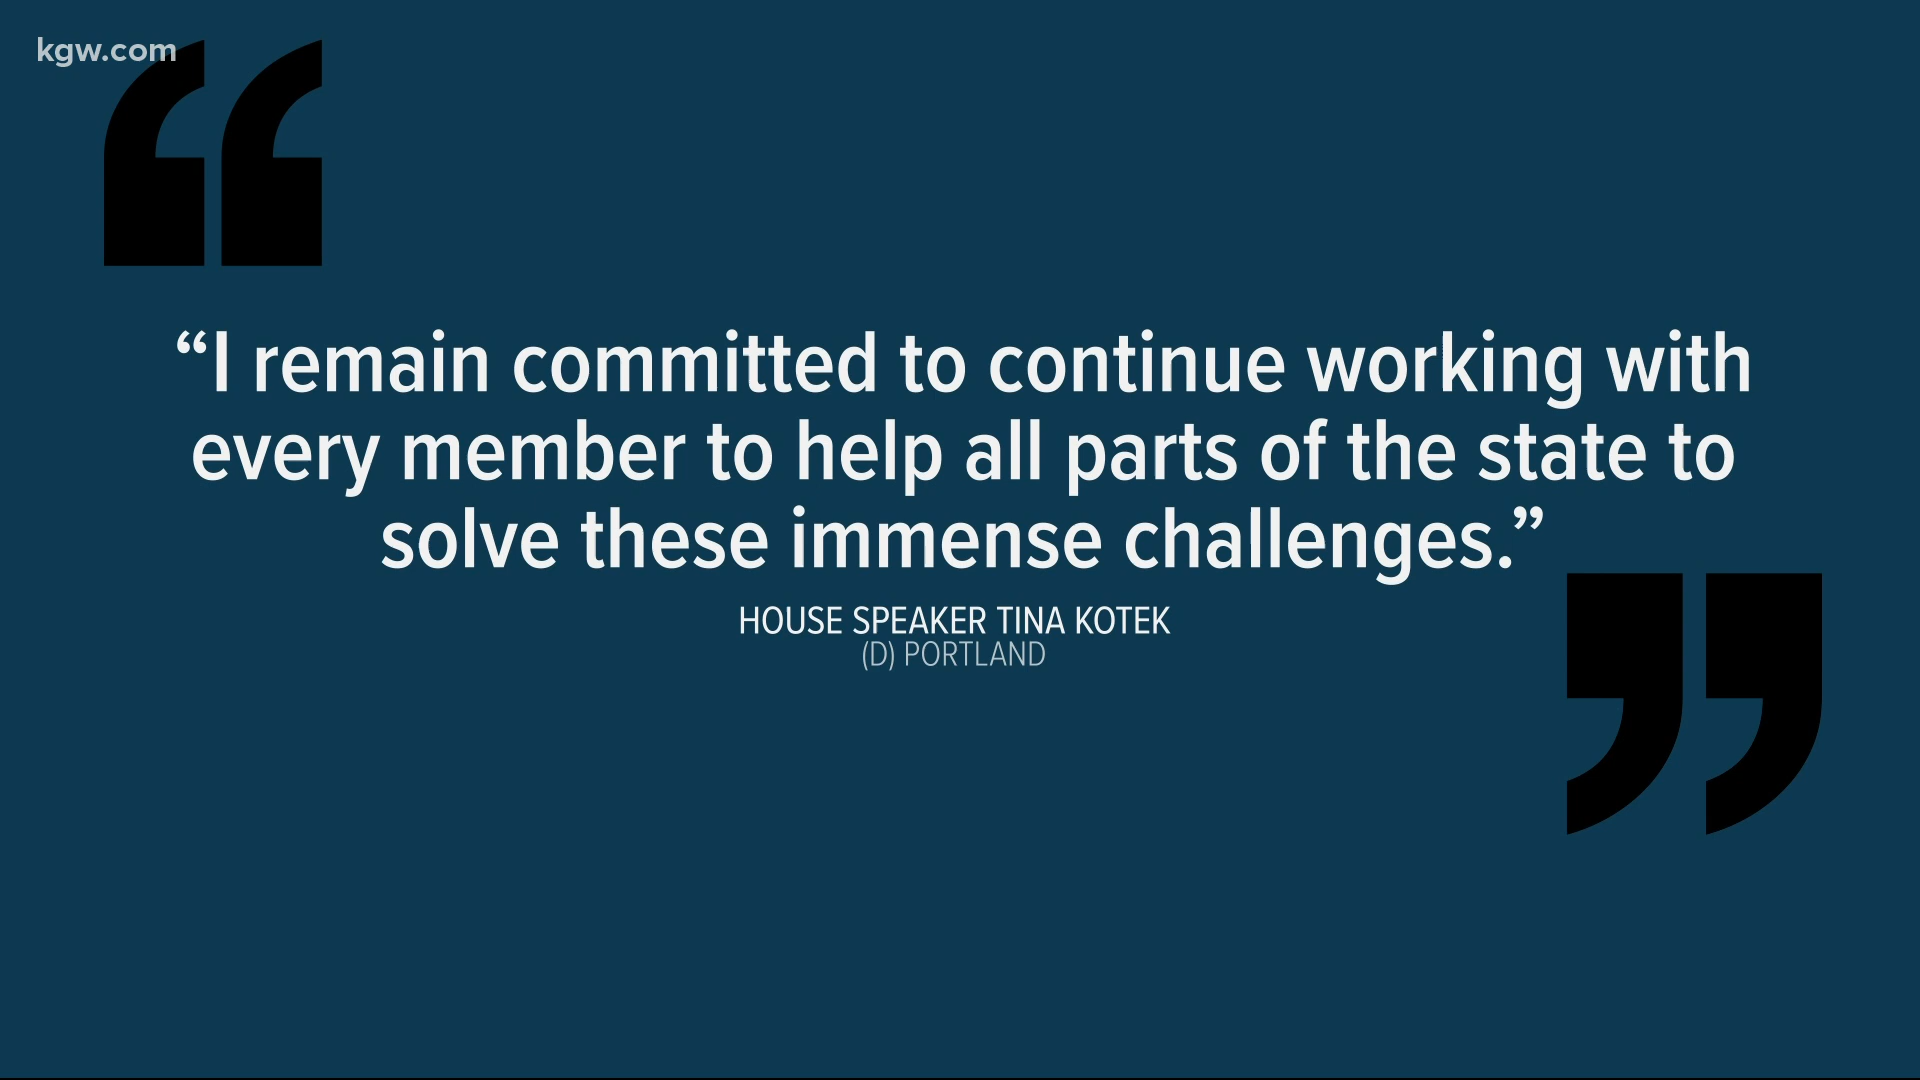 kgw.com
“I remain committed to continue working with
every member to help all parts of the state to
solve these immense challenges.”
HOUSE SPEAKER TINA KOTEK
(D) PORTLAND